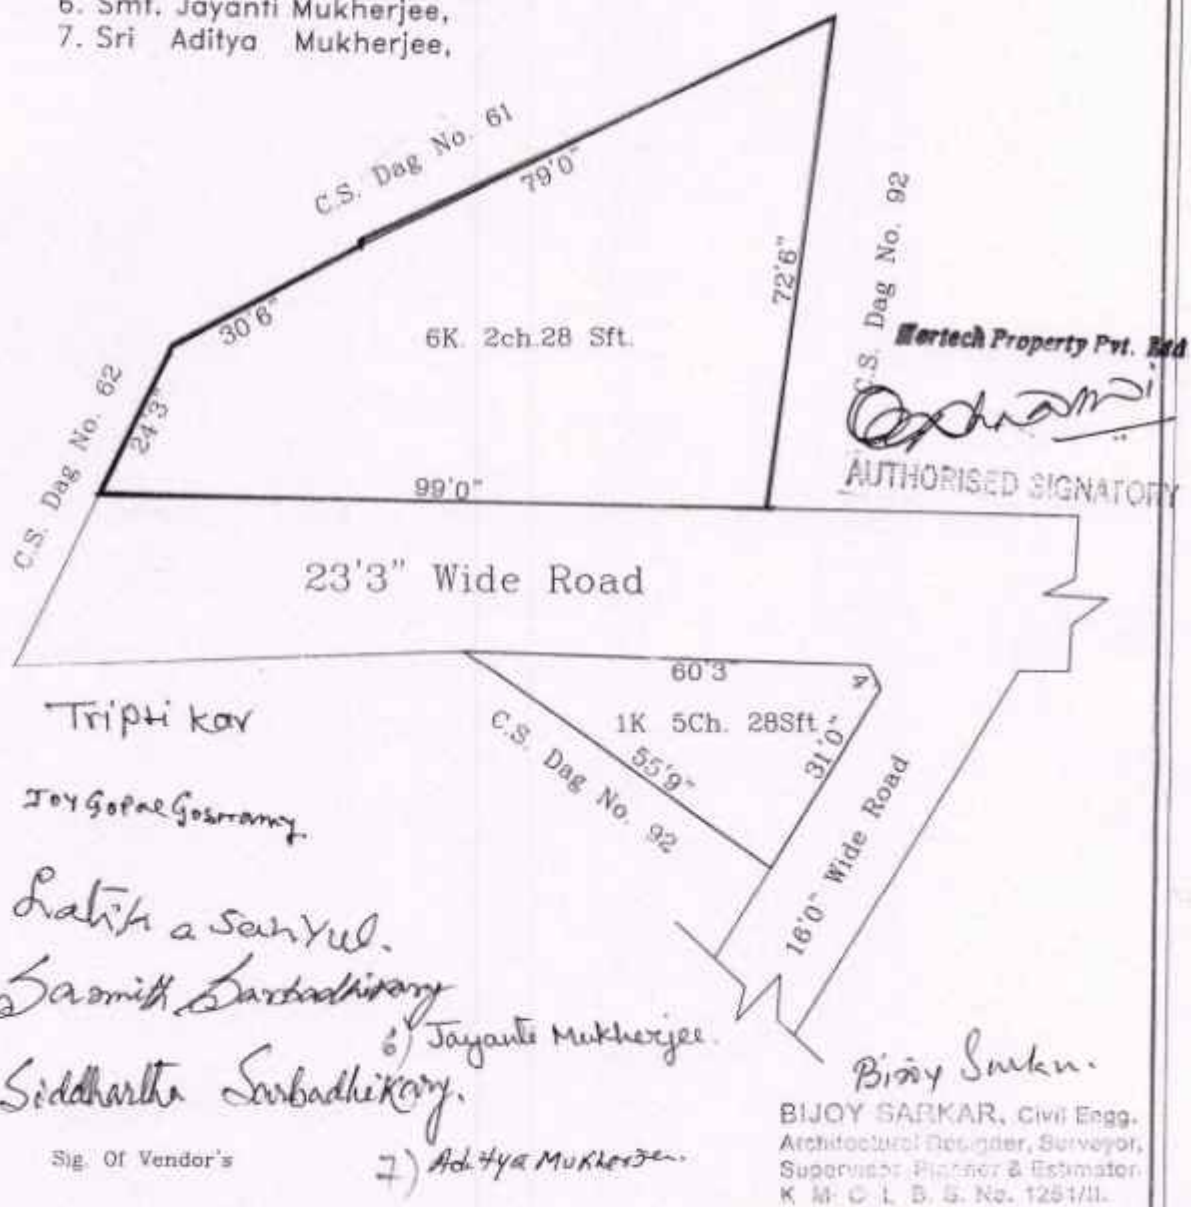 6. Smt. Jayanti Mukherjee,
7. Sri Aditya Mukherjee,
C.S. Dag No. 61
79'0"
C.S. Dag No. 92
72'6"
30'6"
6K. 2ch.28 Sft.
Property Pvt.
C.S. Dag No. 62
24'3"
AUTHORISED SIGNATORY
99'0"
23'3" Wide Road
60'3"
4'
1K 5Ch. 28Sft.
31'0"
55'9"
C.S. Dag No. 92
16'0" Wide Road
Tripti kar
Joy Gopal Goswamy
Latika Sanyul.
Sasmith Sarbadhikary
6) Jayanti Mukherjee.
Siddhartha Sarbadhikary.
Bijoy Sarkar.
BIJOY SARKAR, Civil Engg.
Architectural Designer, Surveyor,
Supervisor Planner & Estimator
K M C L. B. S. No. 1261/II.
Sig. Of Vendor's
7) Aditya Mukherjee.